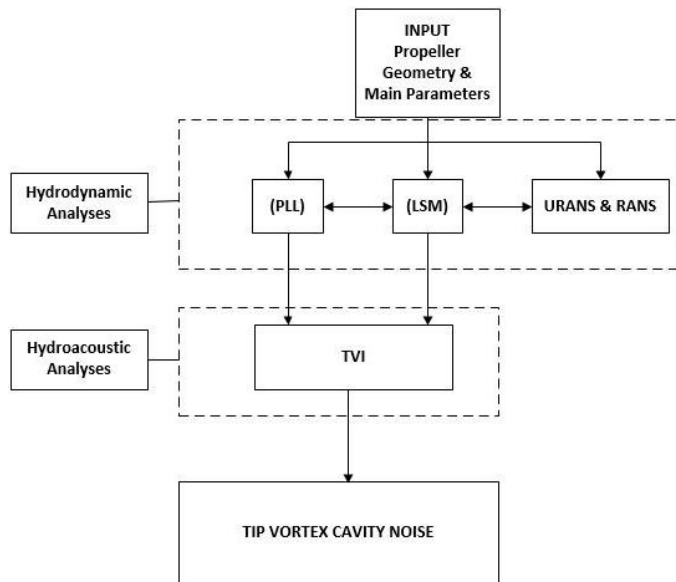 INPUT
Propeller
Geometry &
Main Parameters
Hydrodynamic
Analyses
(PLL)
(LSM)
URANS & RANS
Hydroacoustic
Analyses
TVI
TIP VORTEX CAVITY NOISE